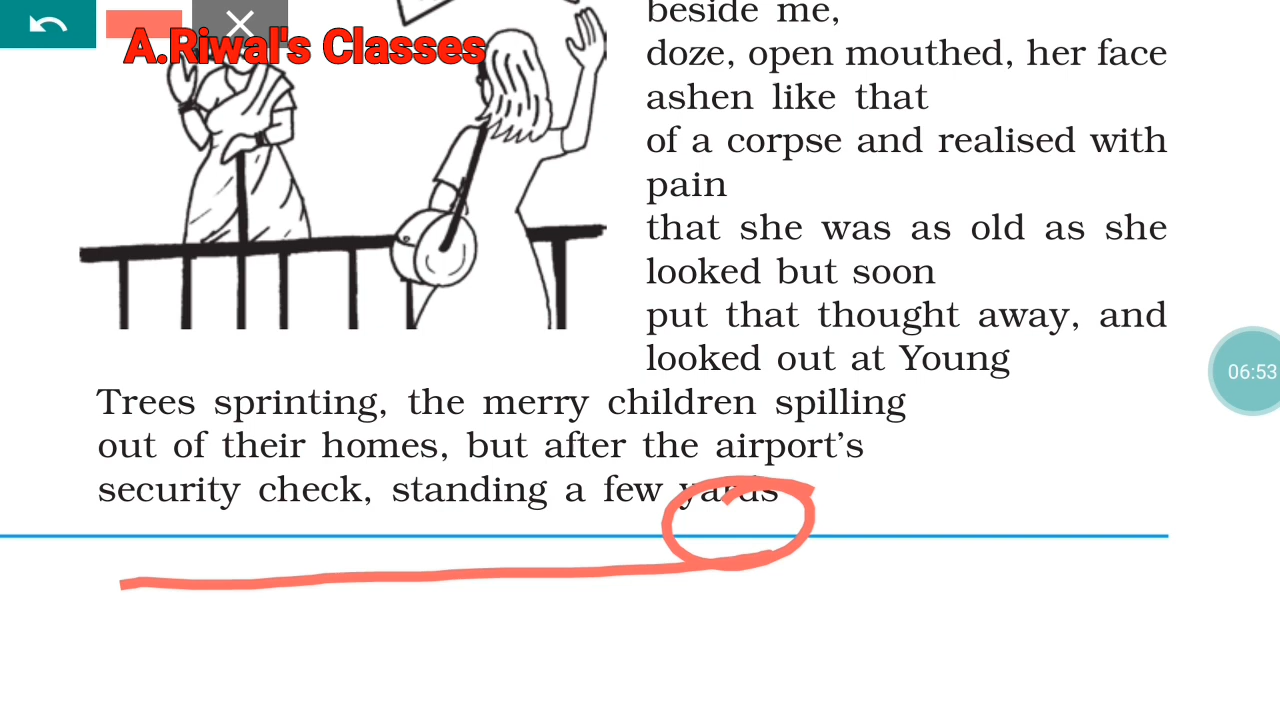 A.Riwal's Classes
beside me,
doze, open mouthed, her face
ashen like that
of a corpse and realised with
pain
that she was as old as she
looked but soon
put that thought away, and
looked out at Young
Trees sprinting, the merry children spilling
out of their homes, but after the airport's
security check, standing a few yards
06:53